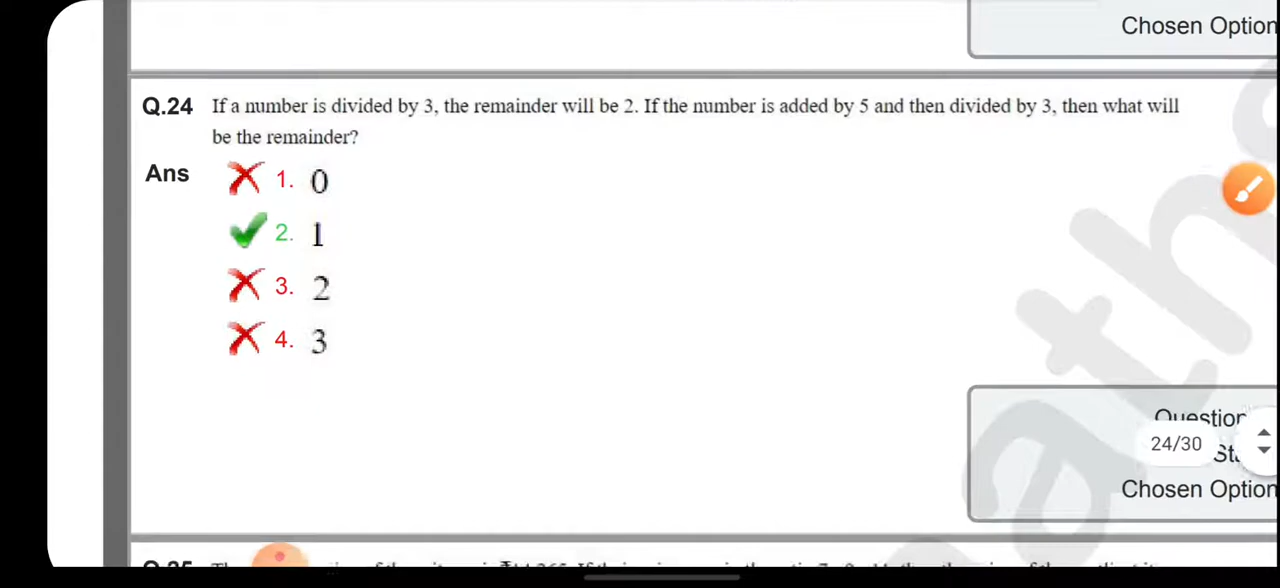 Chosen Option
Q.24 If a number is divided by 3, the remainder will be 2. If the number is added by 5 and then divided by 3, then what will
be the remainder?
Ans 1. 0
2. 1
3. 2
4. 3
Question
24/30
Chosen Option